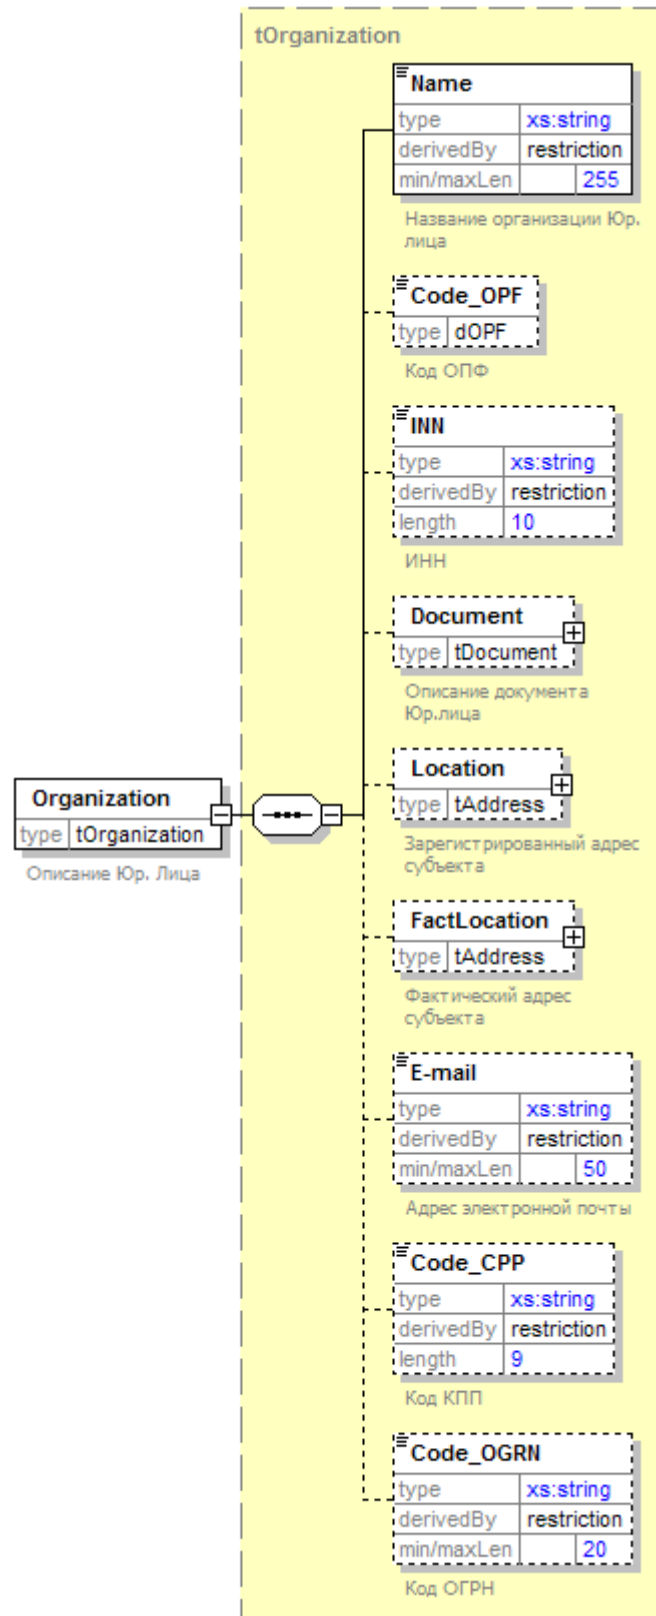 tOrganization
Name
type xs:string
derivedBy restriction
min/maxLen 255
Название организации Юр.
лица
Code_OPF
type dOPF
Код ОПФ
INN
type xs:string
derivedBy restriction
length 10
ИНН
Document
type tDocument
Описание документа
Юр.лица
Location
type tAddress
Зарегистрированный адрес
субъекта
Organization
type tOrganization
Описание Юр. Лица
FactLocation
type tAddress
Фактический адрес
субъекта
E-mail
type xs:string
derivedBy restriction
min/maxLen 50
Адрес электронной почты
Code_CPP
type xs:string
derivedBy restriction
length 9
Код КПП
Code_OGRN
type xs:string
derivedBy restriction
min/maxLen 20
Код ОГРН